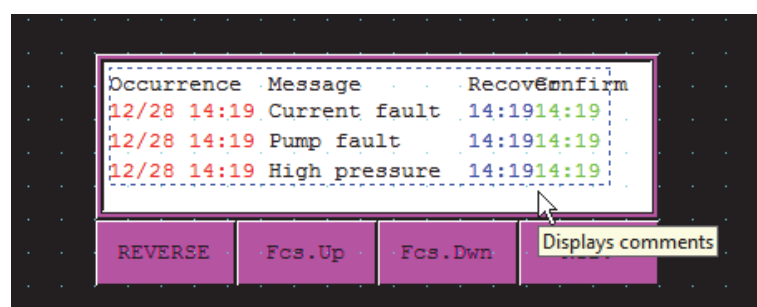 Occurrence Message Recov Confirm
12/28 14:19 Current fault 14:19 14:19
12/28 14:19 Pump fault 14:19 14:19
12/28 14:19 High pressure 14:19 14:19
REVERSE Fcs.Up Fcs.Dwn
Displays comments